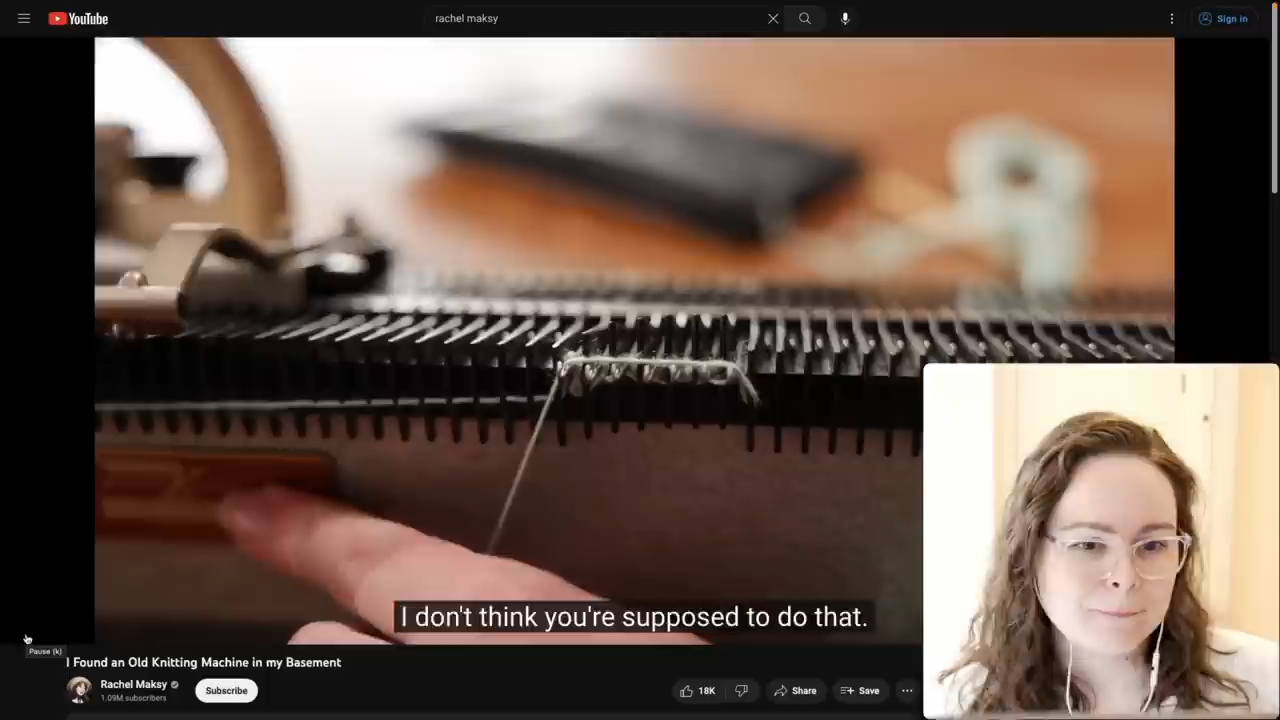 YouTube
rachel maksy
Sign in
I don't think you're supposed to do that.
Pause (k)
I Found an Old Knitting Machine in my Basement
Rachel Maksy
1.09M subscribers
Subscribe
18K
Share
Save